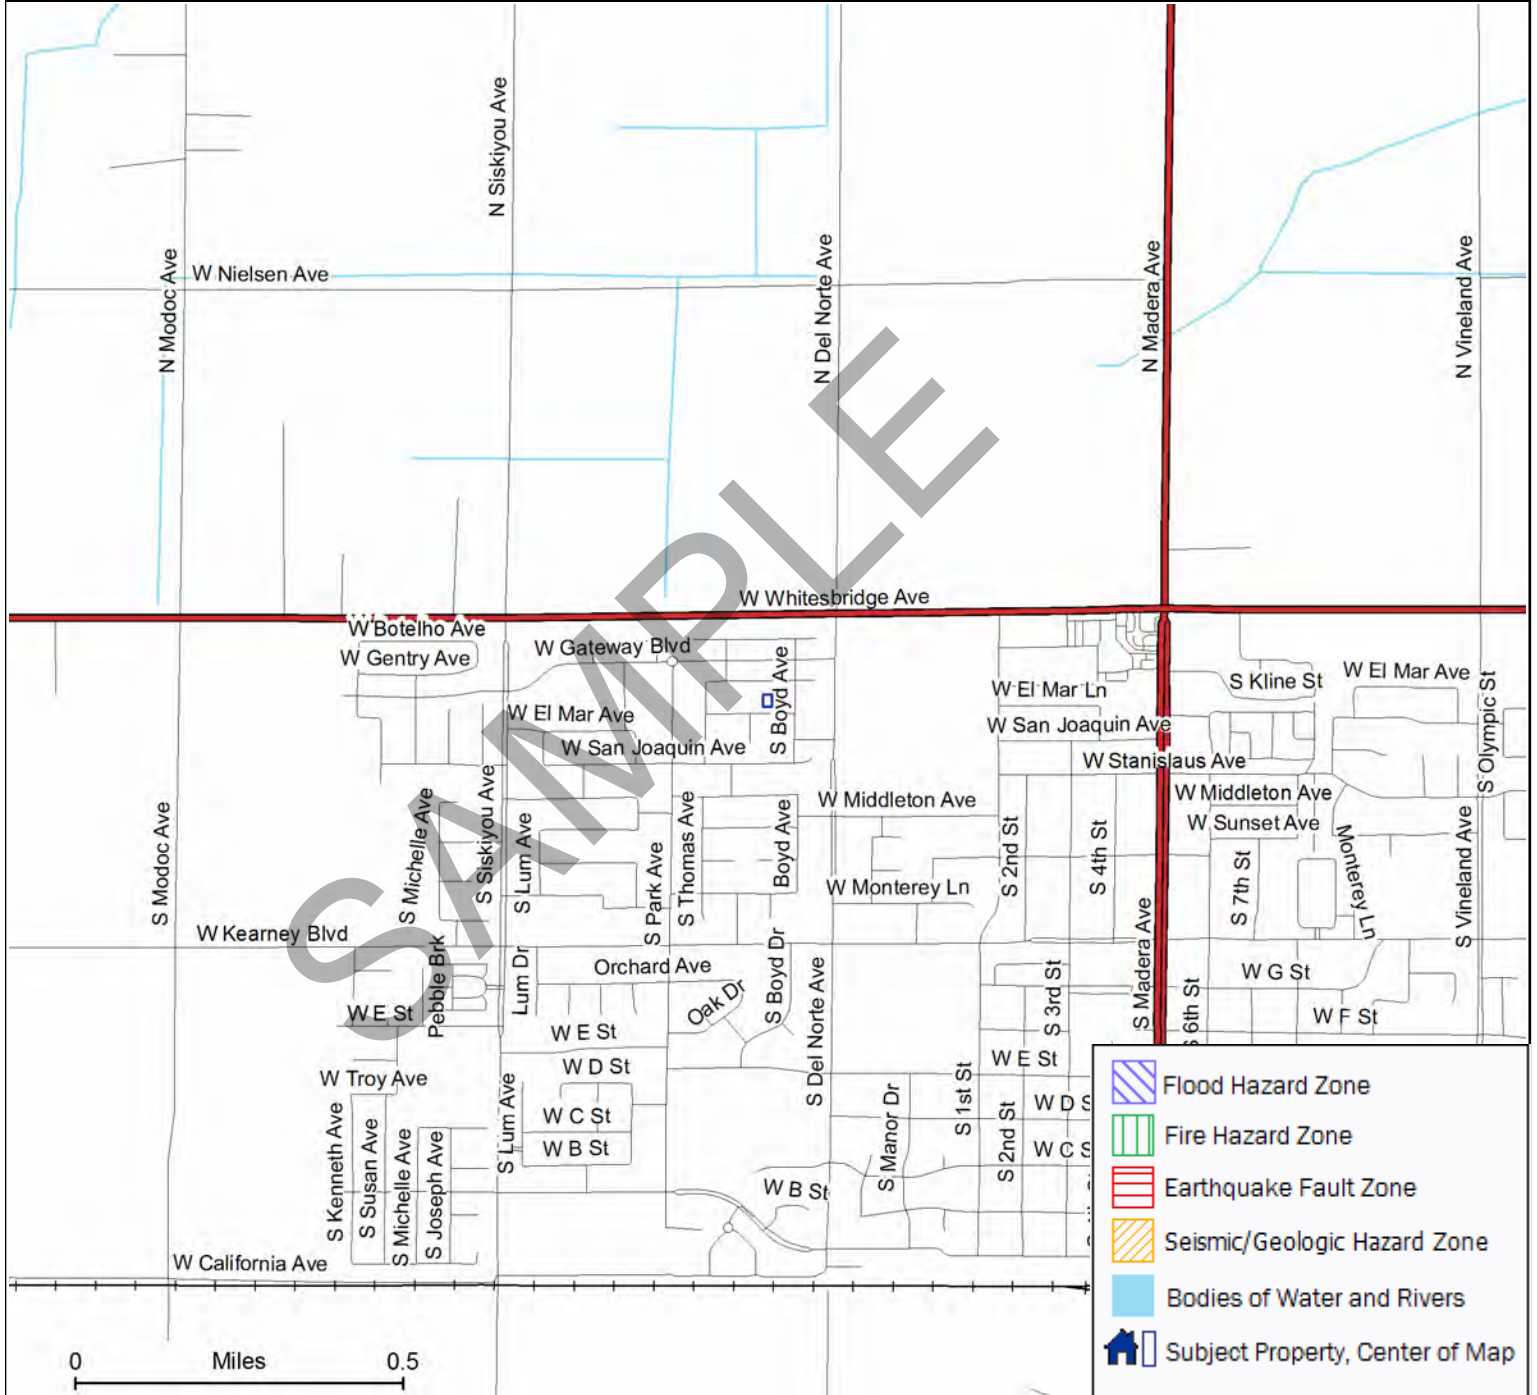 N Siskiyou Ave
N Modoc Ave
W Nielsen Ave
N Del Norte Ave
N Madera Ave
N Vineland Ave
SAMPLE
W Whitesbridge Ave
W Botelho Ave
W Gentry Ave
W Gateway Blvd
S Boyd Ave
W El Mar Ave
W San Joaquin Ave
W El Mar Ln
W San Joaquin Ave
W Stanislaus Ave
S Kline St
W El Mar Ave
S Olympic St
W Middleton Ave
W Middleton Ave
W Sunset Ave
S Modoc Ave
S Michelle Ave
S Siskiyou Ave
S Lum Ave
S Park Ave
S Thomas Ave
Boyd Ave
W Monterey Ln
S 2nd St
S 4th St
S 7th St
Monterey Ln
S Vineland Ave
W Kearney Blvd
Pebble Brk
Lum Dr
Orchard Ave
Oak Dr
S Boyd Dr
S Del Norte Ave
S 3rd St
S Madera Ave
S 6th St
W G St
W F St
W E St
W E St
W E St
W D St
W D S
W Troy Ave
W C St
W C S
W B St
W B St
S Kenneth Ave
S Susan Ave
S Michelle Ave
S Joseph Ave
S Lum Ave
S Manor Dr
S 1st St
S 2nd St
W California Ave
0 Miles 0.5
Flood Hazard Zone
Fire Hazard Zone
Earthquake Fault Zone
Seismic/Geologic Hazard Zone
Bodies of Water and Rivers
Subject Property, Center of Map